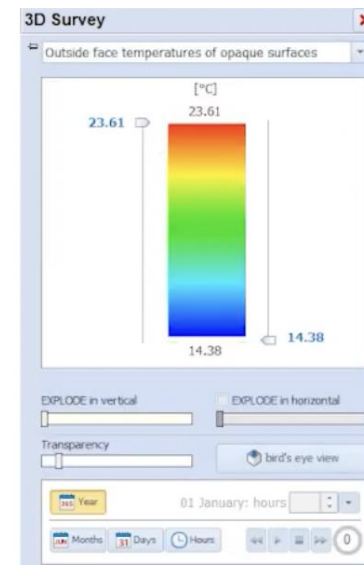 3D Survey
Outside face temperatures of opaque surfaces
[°C]
23.61
23.61
14.38
14.38
EXPLODE in vertical
EXPLODE in horizontal
Transparency
bird's eye view
Year
01 January: hours
Months
Days
Hours
0